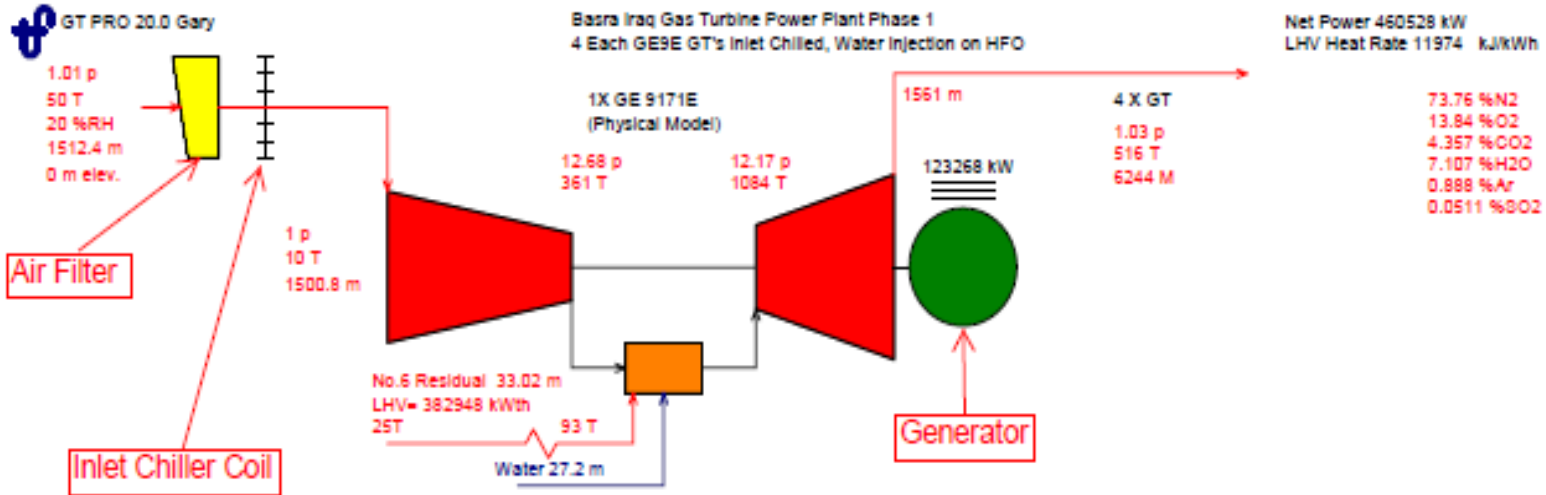 GT PRO 20.0 Gary
Basra Iraq Gas Turbine Power Plant Phase 1
4 Each GE9E GT's Inlet Chilled, Water Injection on HFO
Net Power 460528 kW
LHV Heat Rate 11974 kJ/kWh
1.01 p
50 T
20 %RH
1512.4 m
0 m elev.
1X GE 9171E
(Physical Model)
12.68 p
361 T
12.17 p
1084 T
1561 m
4 X GT
1.03 p
516 T
6244 M
73.76 %N2
13.84 %O2
4.357 %CO2
7.107 %H2O
0.888 %Ar
0.0511 %SO2
123268 kW
1 p
10 T
1500.8 m
Air Filter
No.6 Residual 33.02 m
LHV= 382948 kWth
25T
93 T
Water 27.2 m
Inlet Chiller Coil
Generator